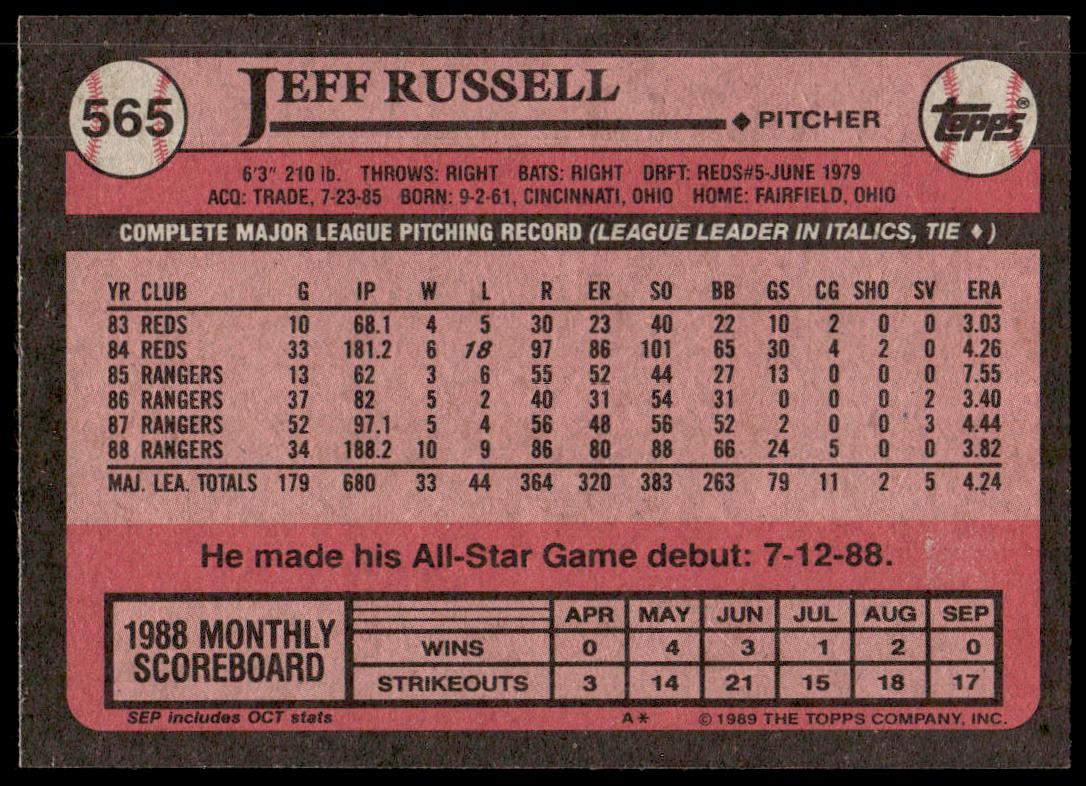 565
JEFF RUSSELL
♦ PITCHER
topps®
6'3" 210 lb. THROWS: RIGHT BATS: RIGHT DRFT: REDS#5-JUNE 1979
ACQ: TRADE, 7-23-85 BORN: 9-2-61, CINCINNATI, OHIO HOME: FAIRFIELD, OHIO
COMPLETE MAJOR LEAGUE PITCHING RECORD (LEAGUE LEADER IN ITALICS, TIE ♦)
YR CLUB G IP W L R ER SO BB GS CG SHO SV ERA
83 REDS 10 68.1 4 5 30 23 40 22 10 2 0 0 3.03
84 REDS 33 181.2 6 18 97 86 101 65 30 4 2 0 4.26
85 RANGERS 13 62 3 6 55 52 44 27 13 0 0 0 7.55
86 RANGERS 37 82 5 2 40 31 54 31 0 0 0 2 3.40
87 RANGERS 52 97.1 5 4 56 48 56 52 2 0 0 3 4.44
88 RANGERS 34 188.2 10 9 86 80 88 66 24 5 0 0 3.82
MAJ. LEA. TOTALS 179 680 33 44 364 320 383 263 79 11 2 5 4.24
He made his All-Star Game debut: 7-12-88.
1988 MONTHLY
SCOREBOARD
APR MAY JUN JUL AUG SEP
WINS 0 4 3 1 2 0
STRIKEOUTS 3 14 21 15 18 17
SEP includes OCT stats
A* © 1989 THE TOPPS COMPANY, INC.